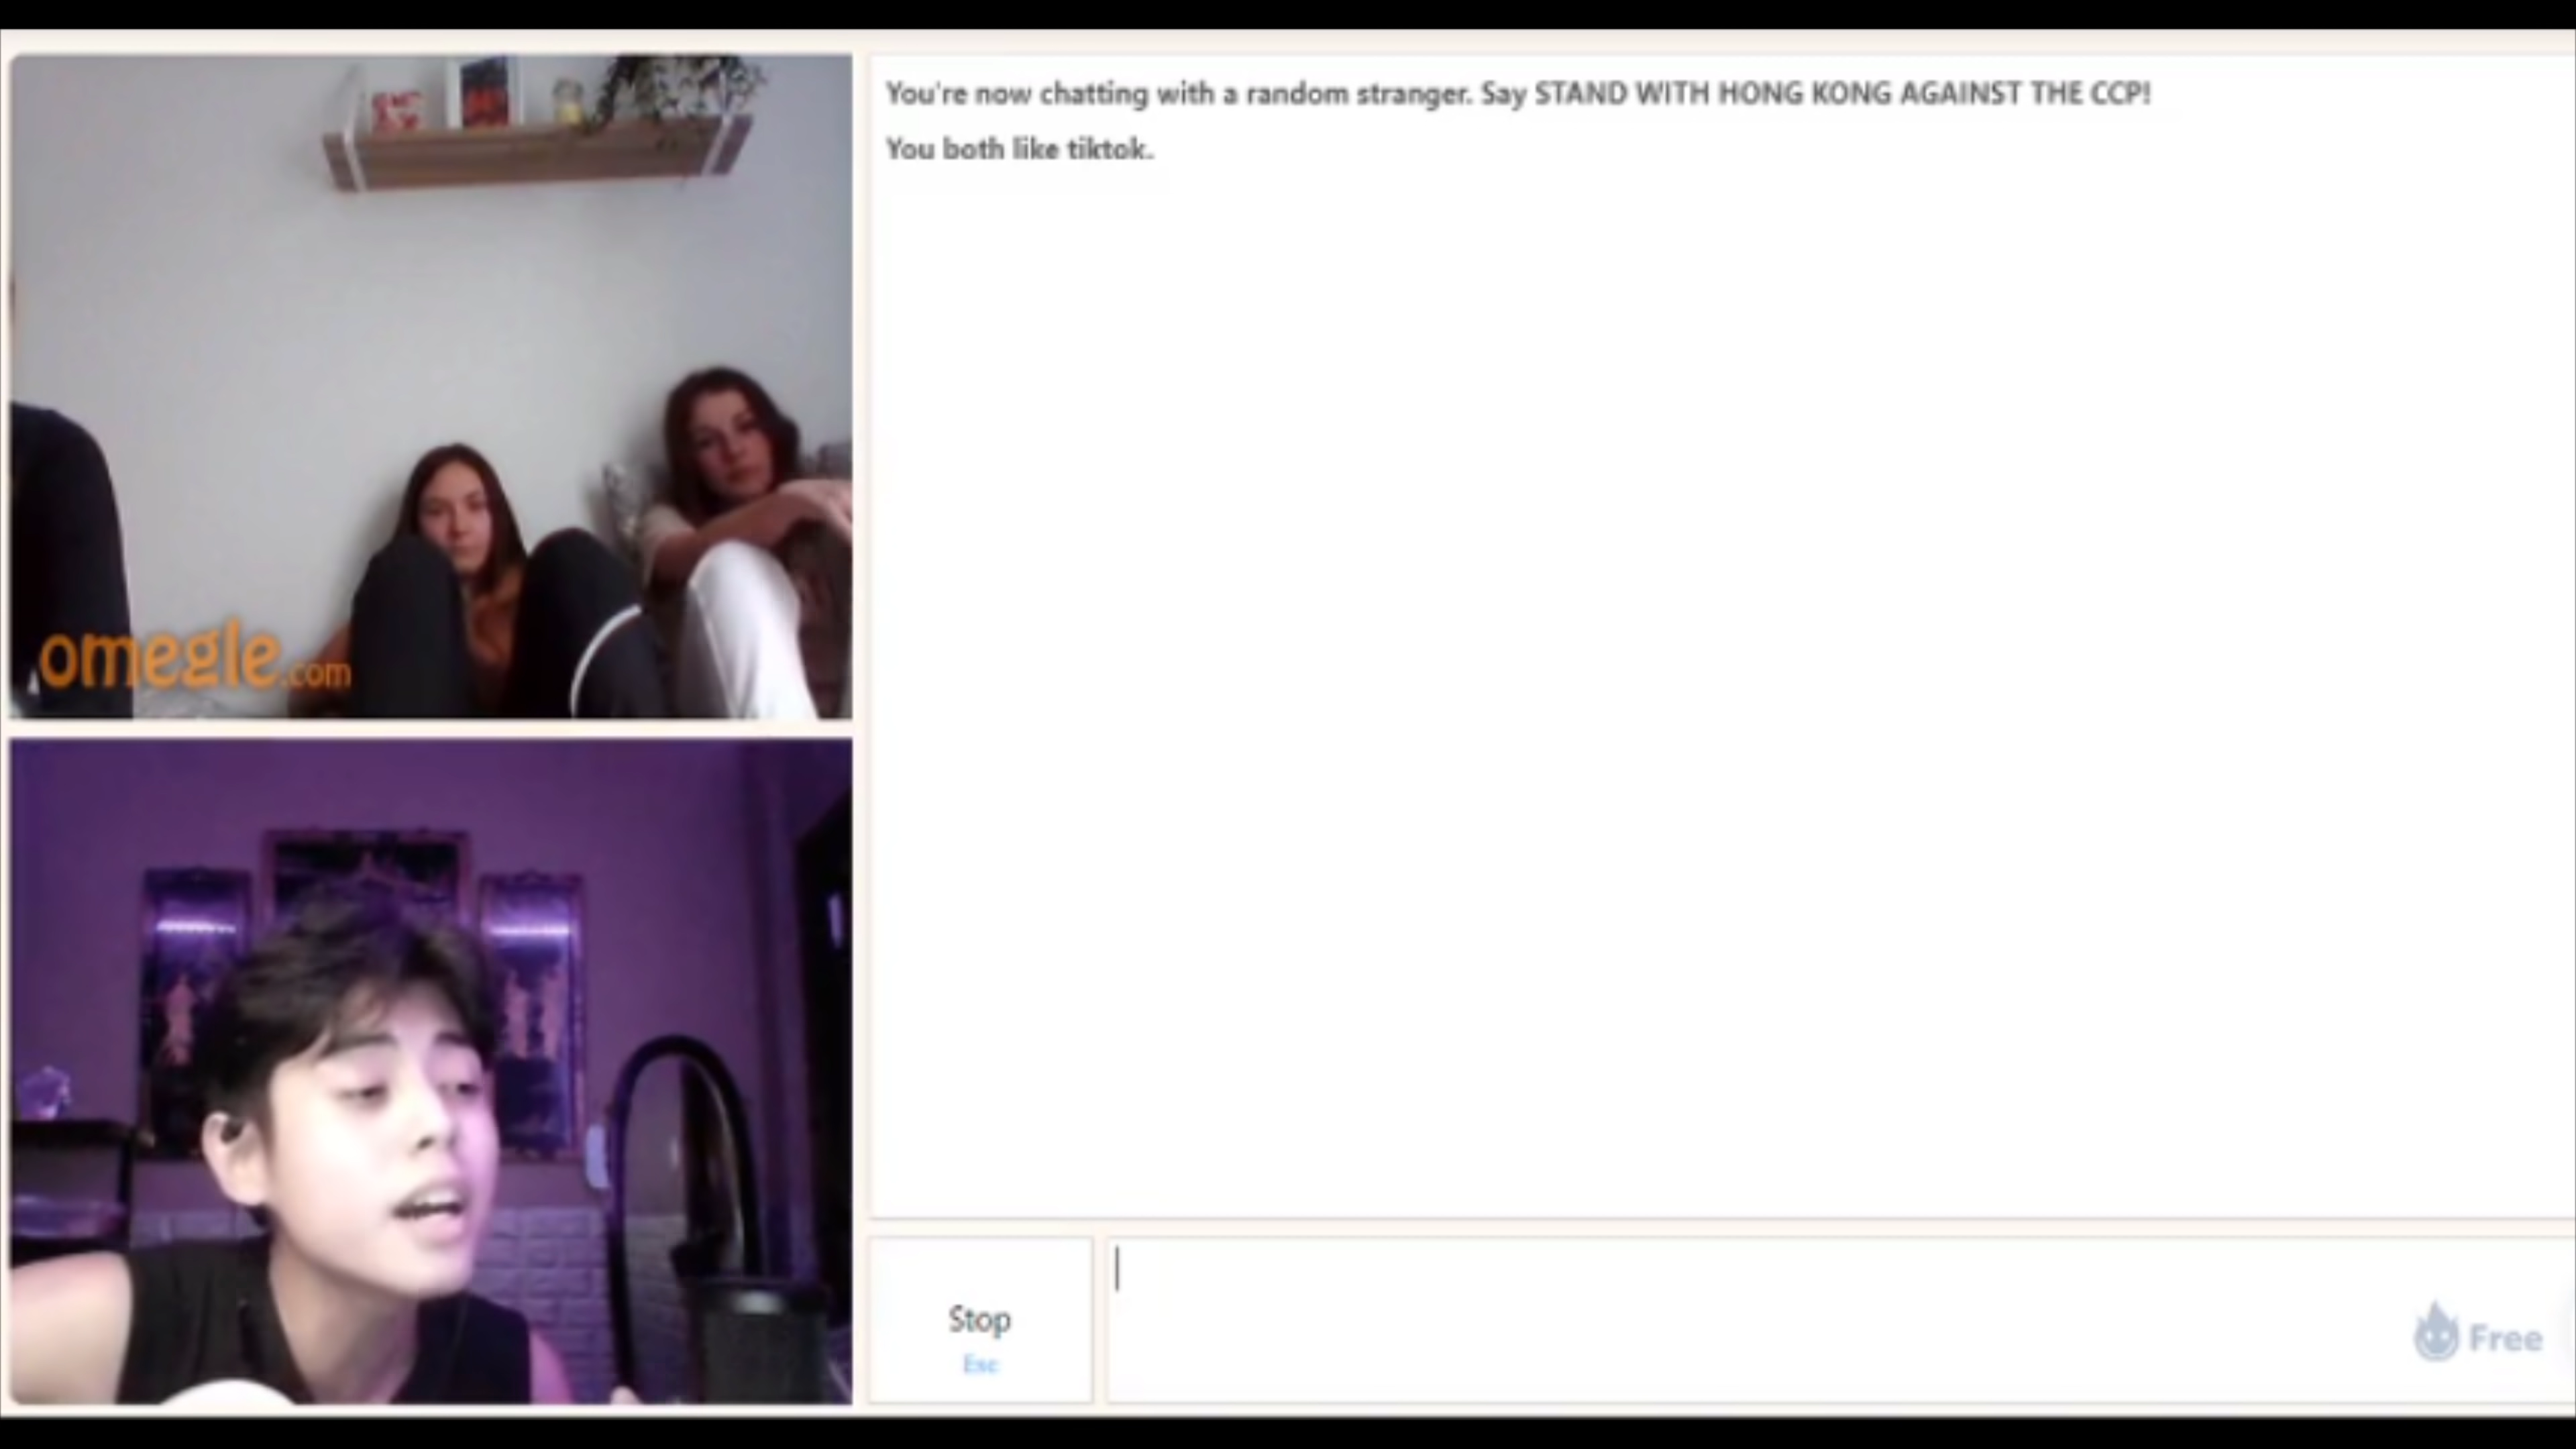 You're now chatting with a random stranger. Say STAND WITH HONG KONG AGAINST THE CCP!
You both like tiktok.
omegle.com
Stop
Esc
Free